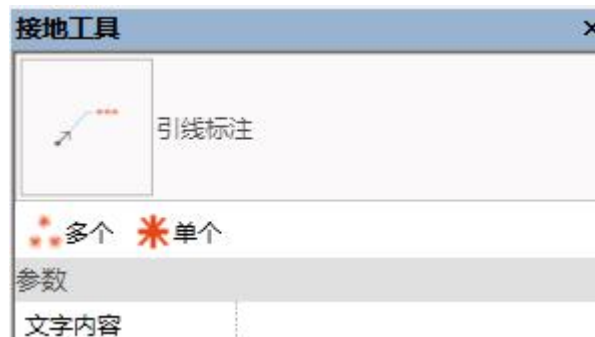 接地工具
引线标注
多个 单个
参数
文字内容